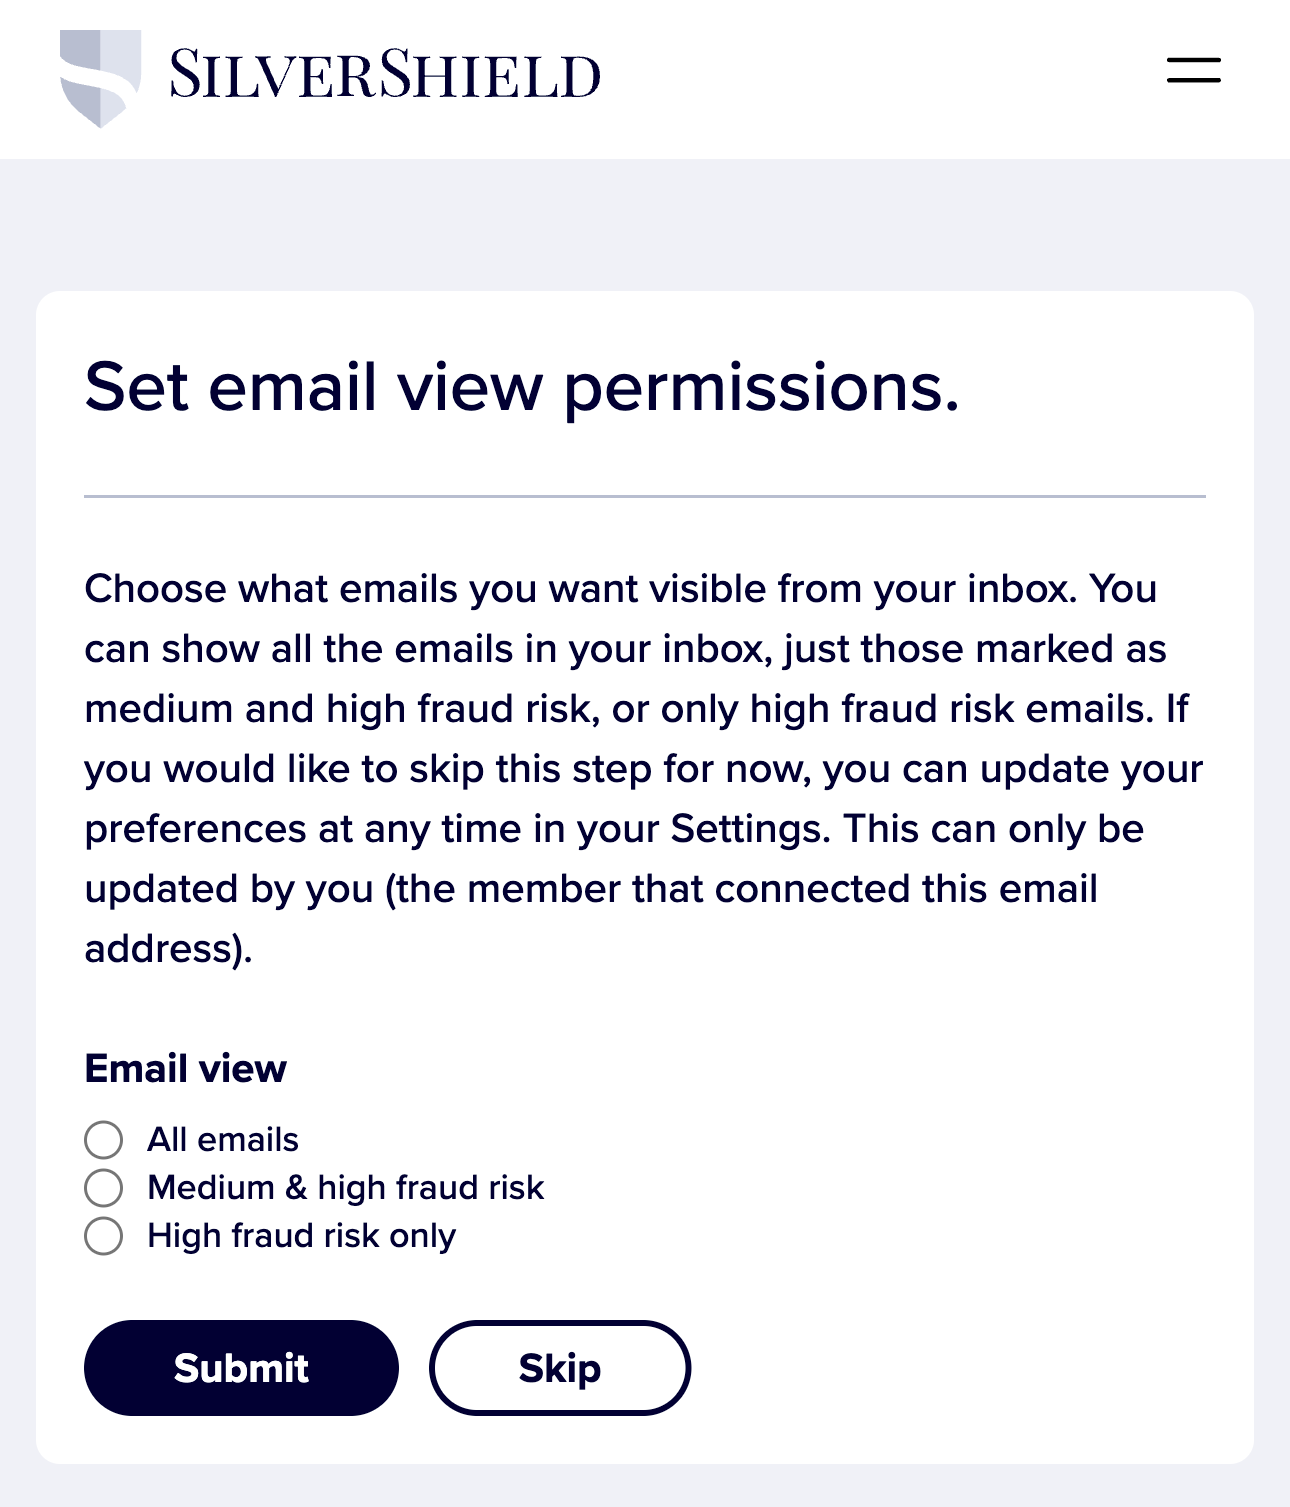 SILVERSHIELD
Set email view permissions.
Choose what emails you want visible from your inbox. You
can show all the emails in your inbox, just those marked as
medium and high fraud risk, or only high fraud risk emails. If
you would like to skip this step for now, you can update your
preferences at any time in your Settings. This can only be
updated by you (the member that connected this email
address).
Email view
All emails
Medium & high fraud risk
High fraud risk only
Submit Skip